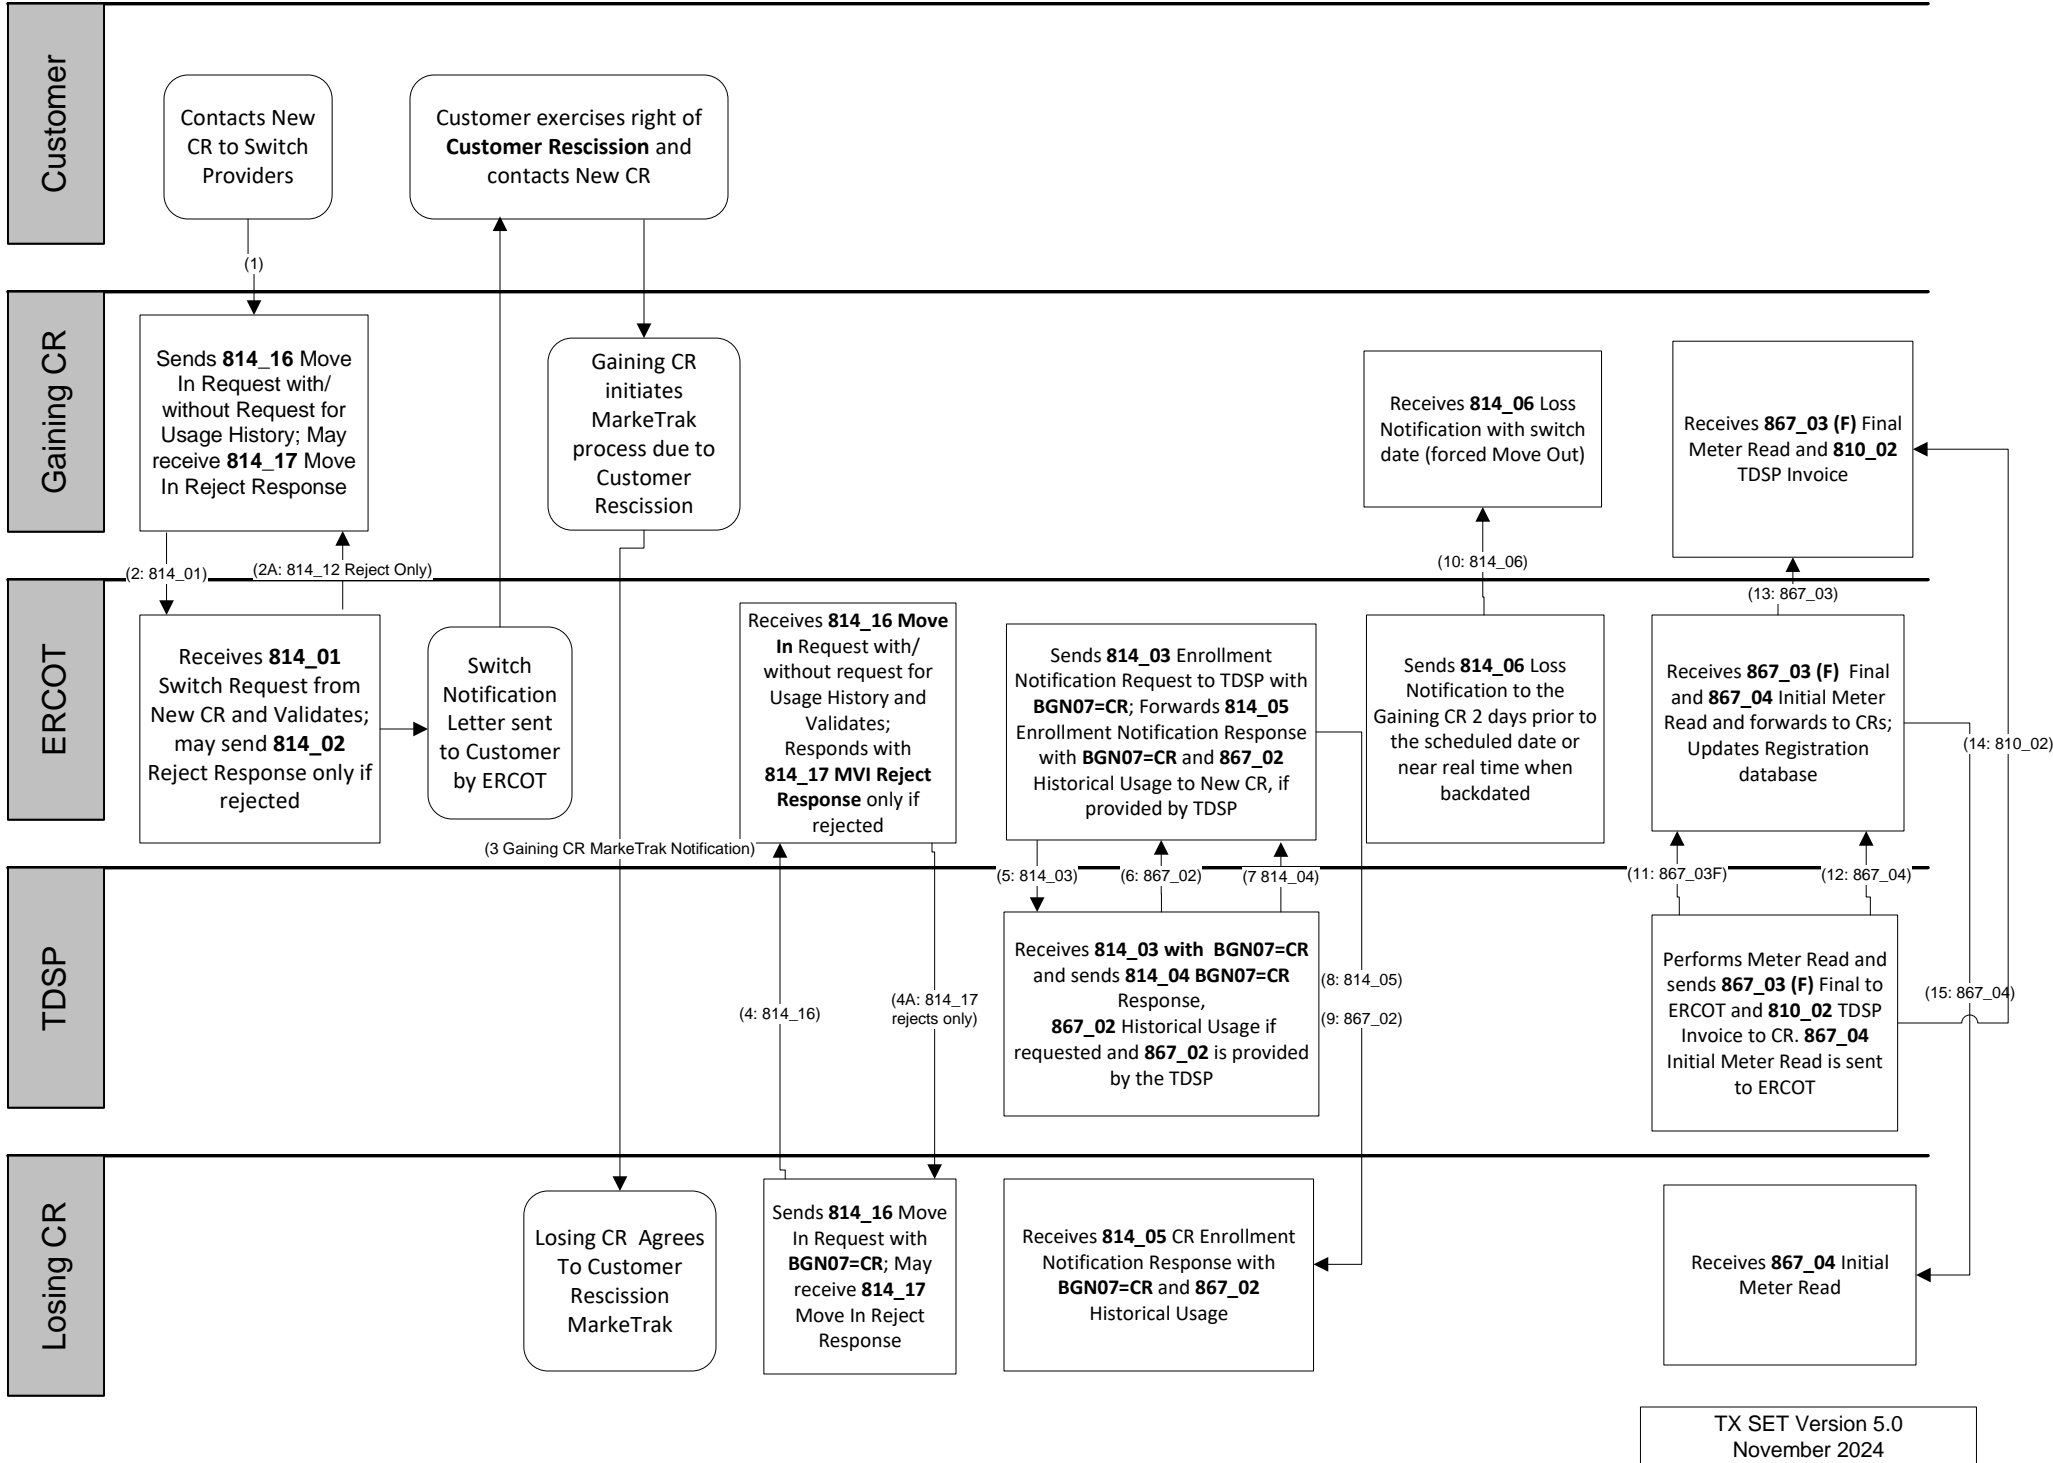 Customer
Contacts New
CR to Switch
Providers
Customer exercises right of
Customer Rescission and
contacts New CR
(1)
Gaining CR
Sends 814_16 Move
In Request with/
without Request for
Usage History; May
receive 814_17 Move
In Reject Response
Gaining CR
initiates
MarkeTrak
process due to
Customer
Rescission
Receives 814_06 Loss
Notification with switch
date (forced Move Out)
Receives 867_03 (F) Final
Meter Read and 810_02
TDSP Invoice
(2: 814_01)
(2A: 814_12 Reject Only)
(10: 814_06)
(13: 867_03)
ERCOT
Receives 814_01
Switch Request from
New CR and Validates;
may send 814_02
Reject Response only if
rejected
Switch
Notification
Letter sent
to Customer
by ERCOT
Receives 814_16 Move
In Request with/
without request for
Usage History and
Validates;
Responds with
814_17 MVI Reject
Response only if
rejected
Sends 814_03 Enrollment
Notification Request to TDSP with
BGN07=CR; Forwards 814_05
Enrollment Notification Response
with BGN07=CR and 867_02
Historical Usage to New CR, if
provided by TDSP
Sends 814_06 Loss
Notification to the
Gaining CR 2 days prior to
the scheduled date or
near real time when
backdated
Receives 867_03 (F)  Final
and 867_04 Initial Meter
Read and forwards to CRs;
Updates Registration
database
(14: 810_02)
(3 Gaining CR MarkeTrak Notification)
(5: 814_03)
(6: 867_02)
(7 814_04)
(11: 867_03F)
(12: 867_04)
TDSP
(4: 814_16)
(4A: 814_17
rejects only)
Receives 814_03 with  BGN07=CR
and sends 814_04 BGN07=CR
Response,
867_02 Historical Usage if
requested and 867_02 is provided
by the TDSP
(8: 814_05)
(9: 867_02)
Performs Meter Read and
sends 867_03 (F) Final to
ERCOT and 810_02 TDSP
Invoice to CR. 867_04
Initial Meter Read is sent
to ERCOT
(15: 867_04)
Losing CR
Losing CR  Agrees
To Customer
Rescission
MarkeTrak
Sends 814_16 Move
In Request with
BGN07=CR; May
receive 814_17
Move In Reject
Response
Receives 814_05 CR Enrollment
Notification Response with
BGN07=CR and 867_02
Historical Usage
Receives 867_04 Initial
Meter Read
TX SET Version 5.0
November 2024